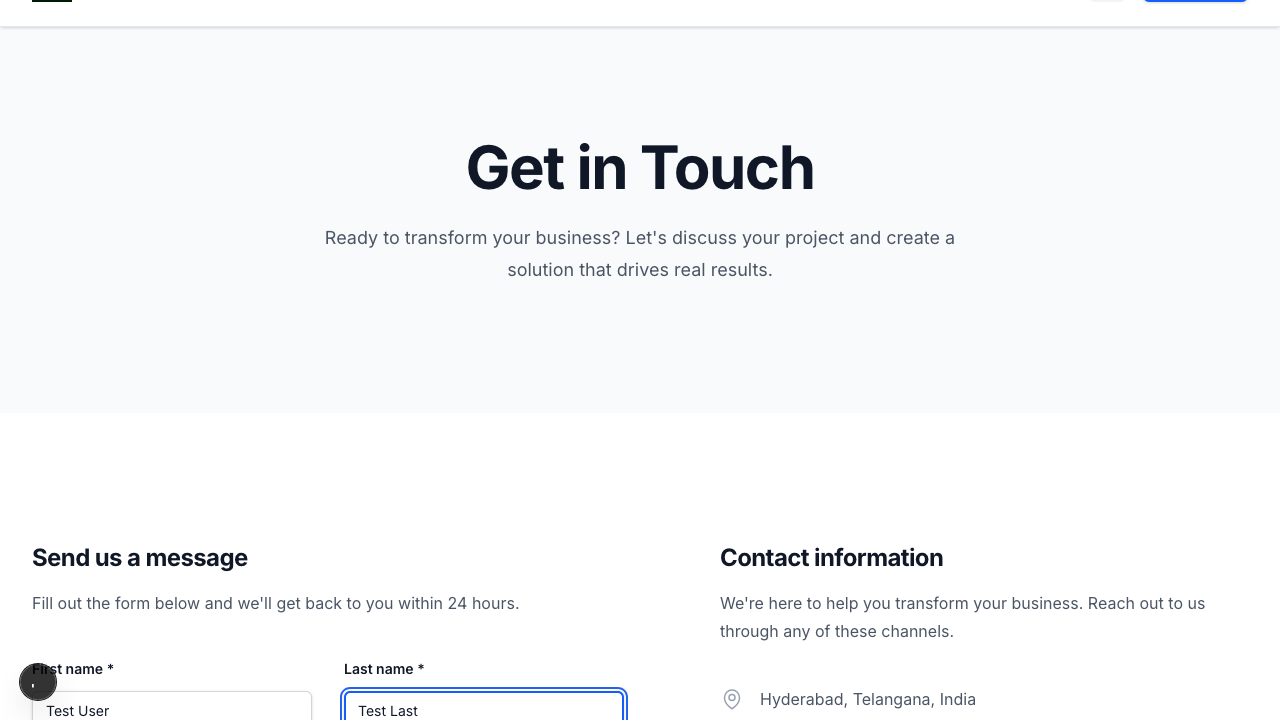 Get in Touch
Ready to transform your business? Let's discuss your project and create a
solution that drives real results.
Send us a message
Fill out the form below and we'll get back to you within 24 hours.
First name *
Last name *
Test User
Test Last
Contact information
We're here to help you transform your business. Reach out to us
through any of these channels.
Hyderabad, Telangana, India